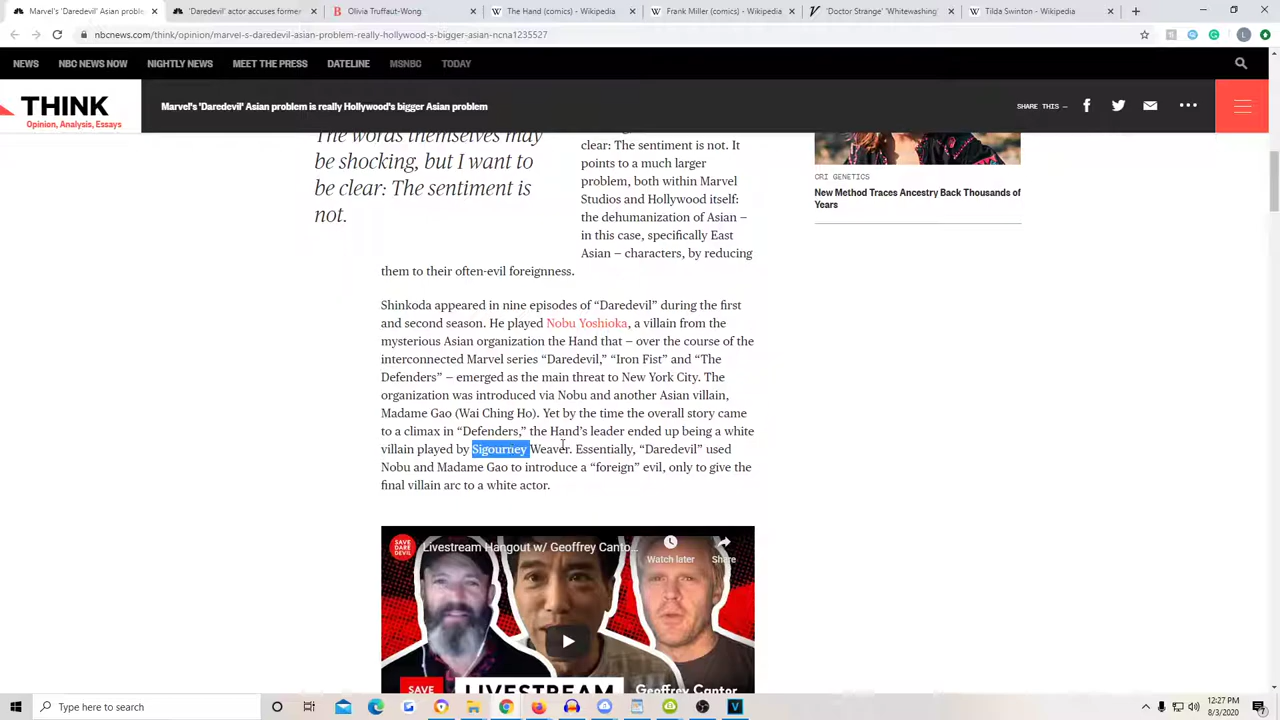 'Daredevil' Asian prob
'Daredevil' actor accuses former
Olivia Truffaut-Wong.
The Hand (comics) - Wikipedia
Frank Miller (comics) - Wikipedia
'Doctor Strange' 'Whitewashing'
Tilda Swinton - Wikipedia
nbcnews.com/think/opinion/marvel-s-daredevil-asian-problem-really-hollywood-s-bigger-asian-ncna1235527
NEWS NBC NEWS NOW NIGHTLY NEWS MEET THE PRESS DATELINE MSNBC TODAY
THINK
Opinion, Analysis, Essays
Marvel's 'Daredevil' Asian problem is really Hollywood's bigger Asian problem
SHARE THIS —
The words themselves may
be shocking, but I want to
be clear: The sentiment is
not.
clear: The sentiment is not. It
points to a much larger
problem, both within Marvel
Studios and Hollywood itself:
the dehumanization of Asian —
in this case, specifically East
Asian — characters, by reducing
them to their often-evil foreignness.
CRI GENETICS
New Method Traces Ancestry Back Thousands of
Years
Shinkoda appeared in nine episodes of “Daredevil” during the first
and second season. He played Nobu Yoshioka, a villain from the
mysterious Asian organization the Hand that — over the course of the
interconnected Marvel series “Daredevil,” “Iron Fist” and “The
Defenders” — emerged as the main threat to New York City. The
organization was introduced via Nobu and another Asian villain,
Madame Gao (Wai Ching Ho). Yet by the time the overall story came
to a climax in “Defenders,” the Hand’s leader ended up being a white
villain played by Sigourney Weaver. Essentially, “Daredevil” used
Nobu and Madame Gao to introduce a “foreign” evil, only to give the
final villain arc to a white actor.
SAVE DARE DEVIL
Livestream Hangout w/ Geoffrey Canto...
Watch later
Share
SAVE
LIVESTREAM
Geoffrey Cantor
Type here to search
12:27 PM
8/3/2020